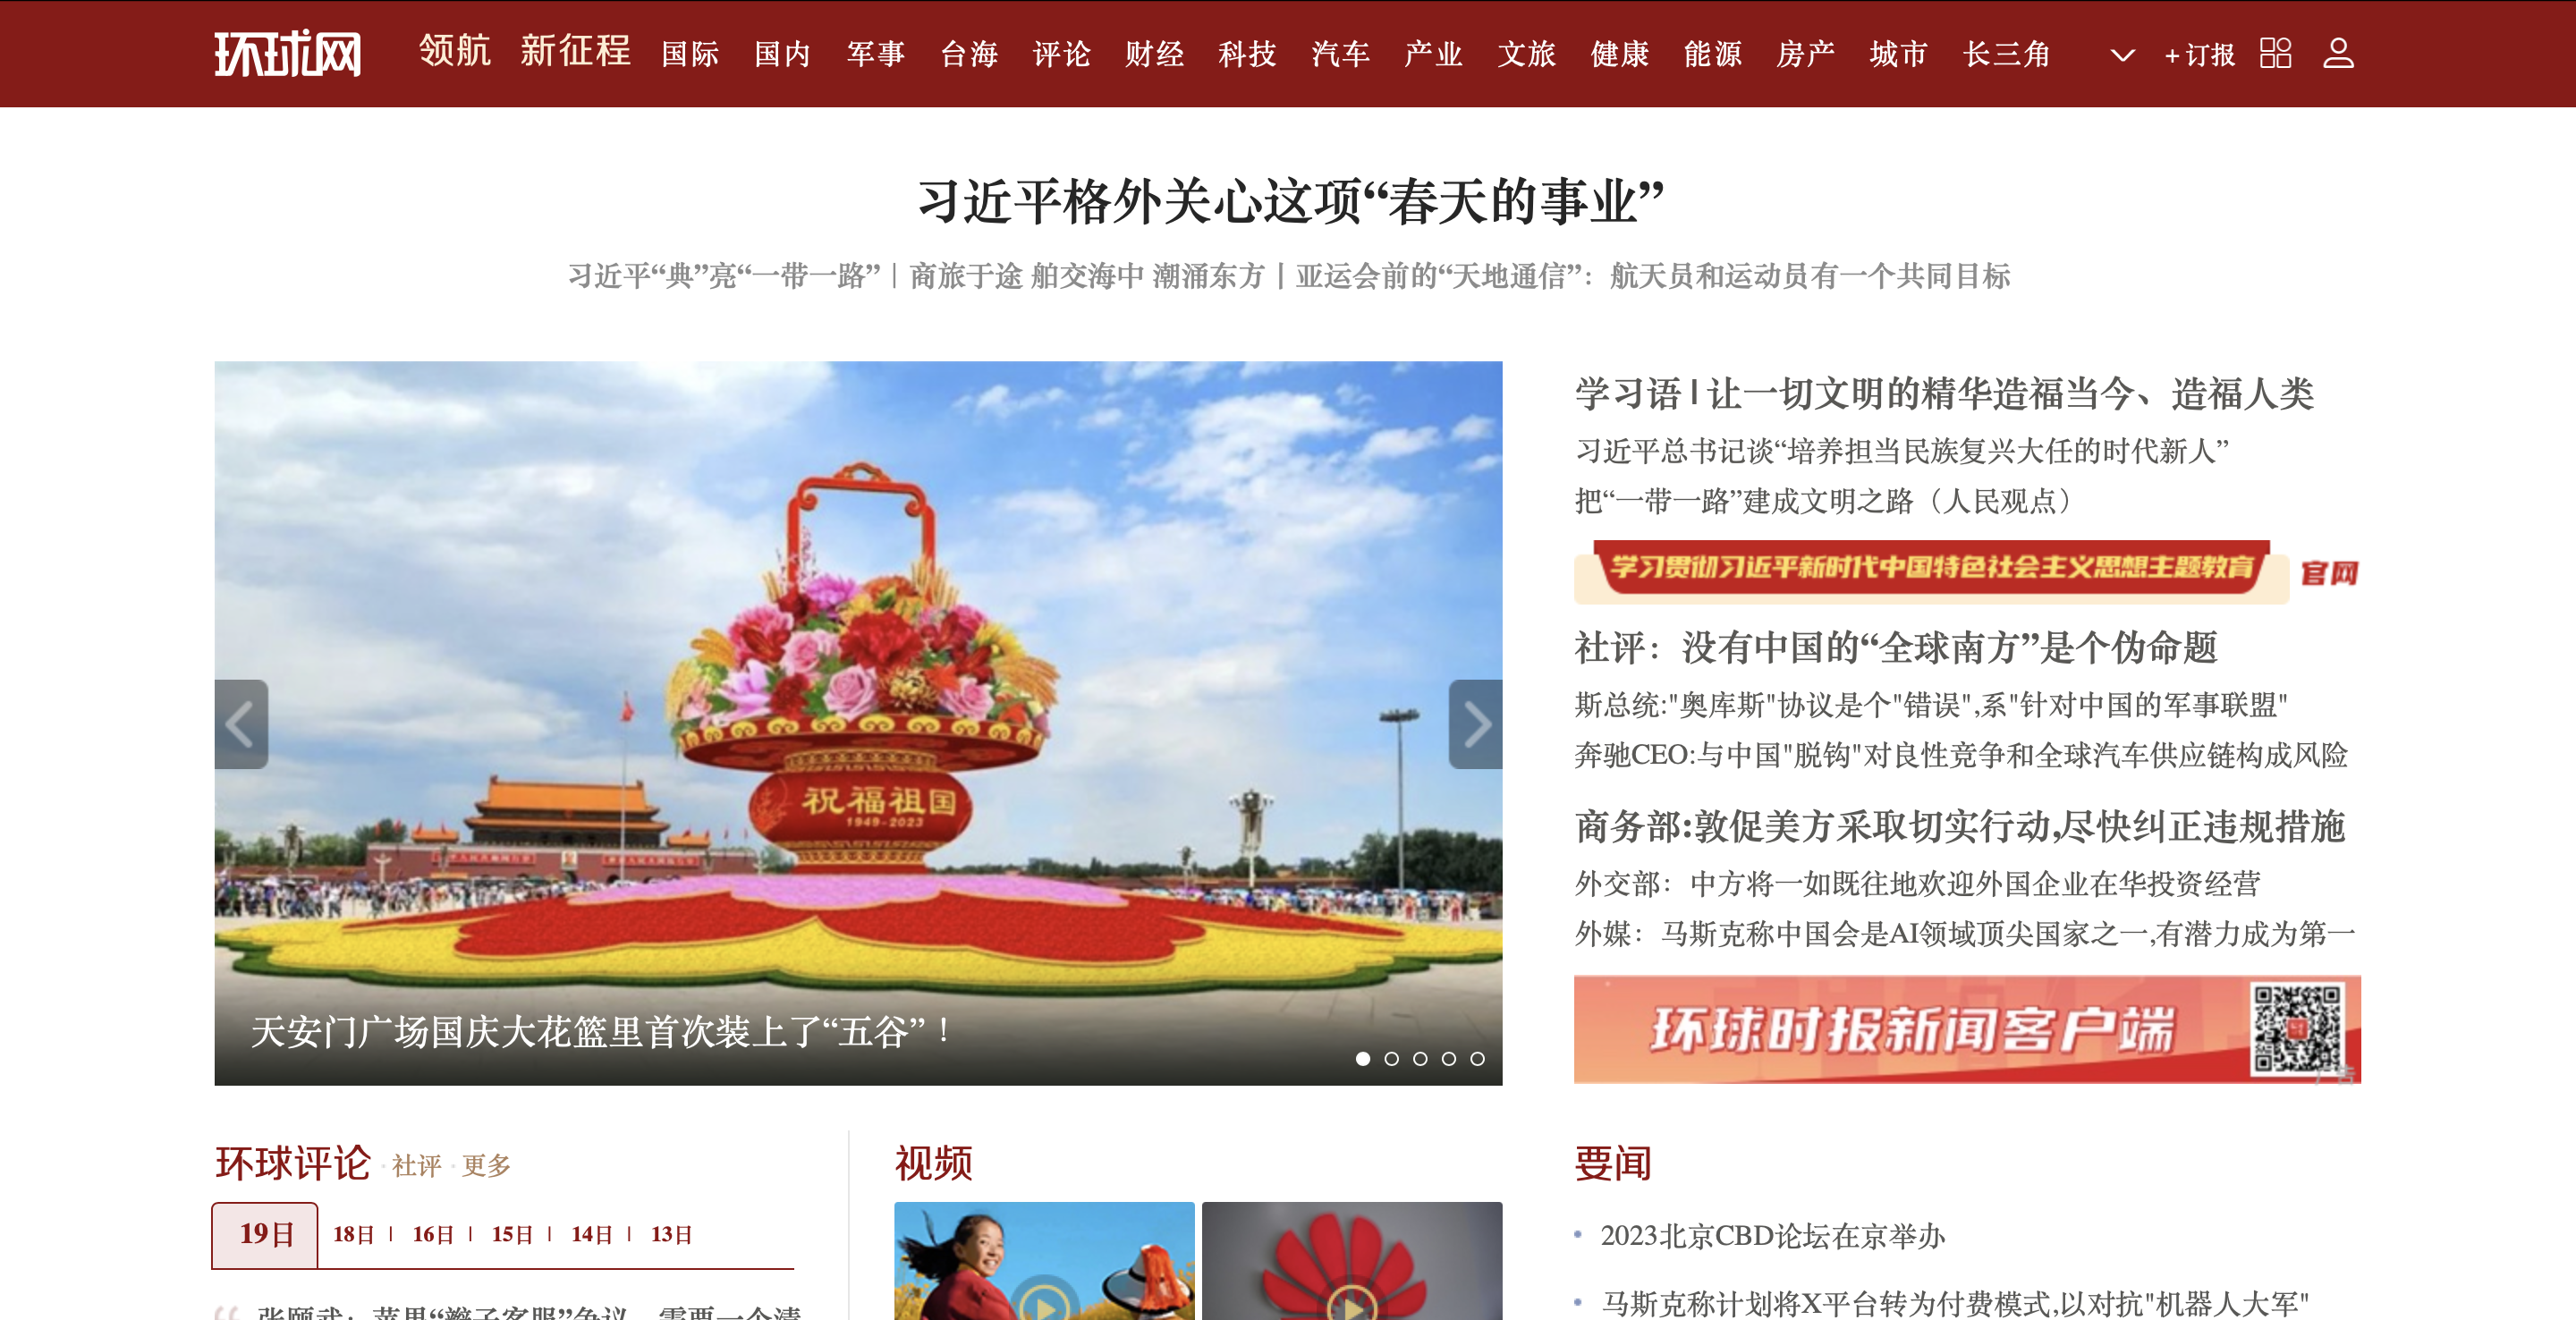 环球网 领航 新征程 国际 国内 军事 台海 评论 财经 科技 汽车 产业 文旅 健康 能源 房产 城市 长三角 +订报
习近平格外关心这项“春天的事业”
习近平“典”亮“一带一路”｜商旅于途 舶交海中 潮涌东方丨亚运会前的“天地通信”：航天员和运动员有一个共同目标
祝福祖国
1949-2023
天安门广场国庆大花篮里首次装上了“五谷”！
学习语 | 让一切文明的精华造福当今、造福人类
习近平总书记谈“培养担当民族复兴大任的时代新人”
把“一带一路”建成文明之路（人民观点）
学习贯彻习近平新时代中国特色社会主义思想主题教育 官网
社评：没有中国的“全球南方”是个伪命题
斯总统:"奥库斯"协议是个"错误",系"针对中国的军事联盟"
奔驰CEO:与中国"脱钩"对良性竞争和全球汽车供应链构成风险
商务部:敦促美方采取切实行动,尽快纠正违规措施
外交部：中方将一如既往地欢迎外国企业在华投资经营
外媒：马斯克称中国会是AI领域顶尖国家之一,有潜力成为第一
环球时报新闻客户端
广告
环球评论 · 社评 · 更多
19日 18日 | 16日 | 15日 | 14日 | 13日
张颐武：苹果“辫子客服”争议，需要一个清
视频
要闻
2023北京CBD论坛在京举办
马斯克称计划将X平台转为付费模式,以对抗"机器人大军"